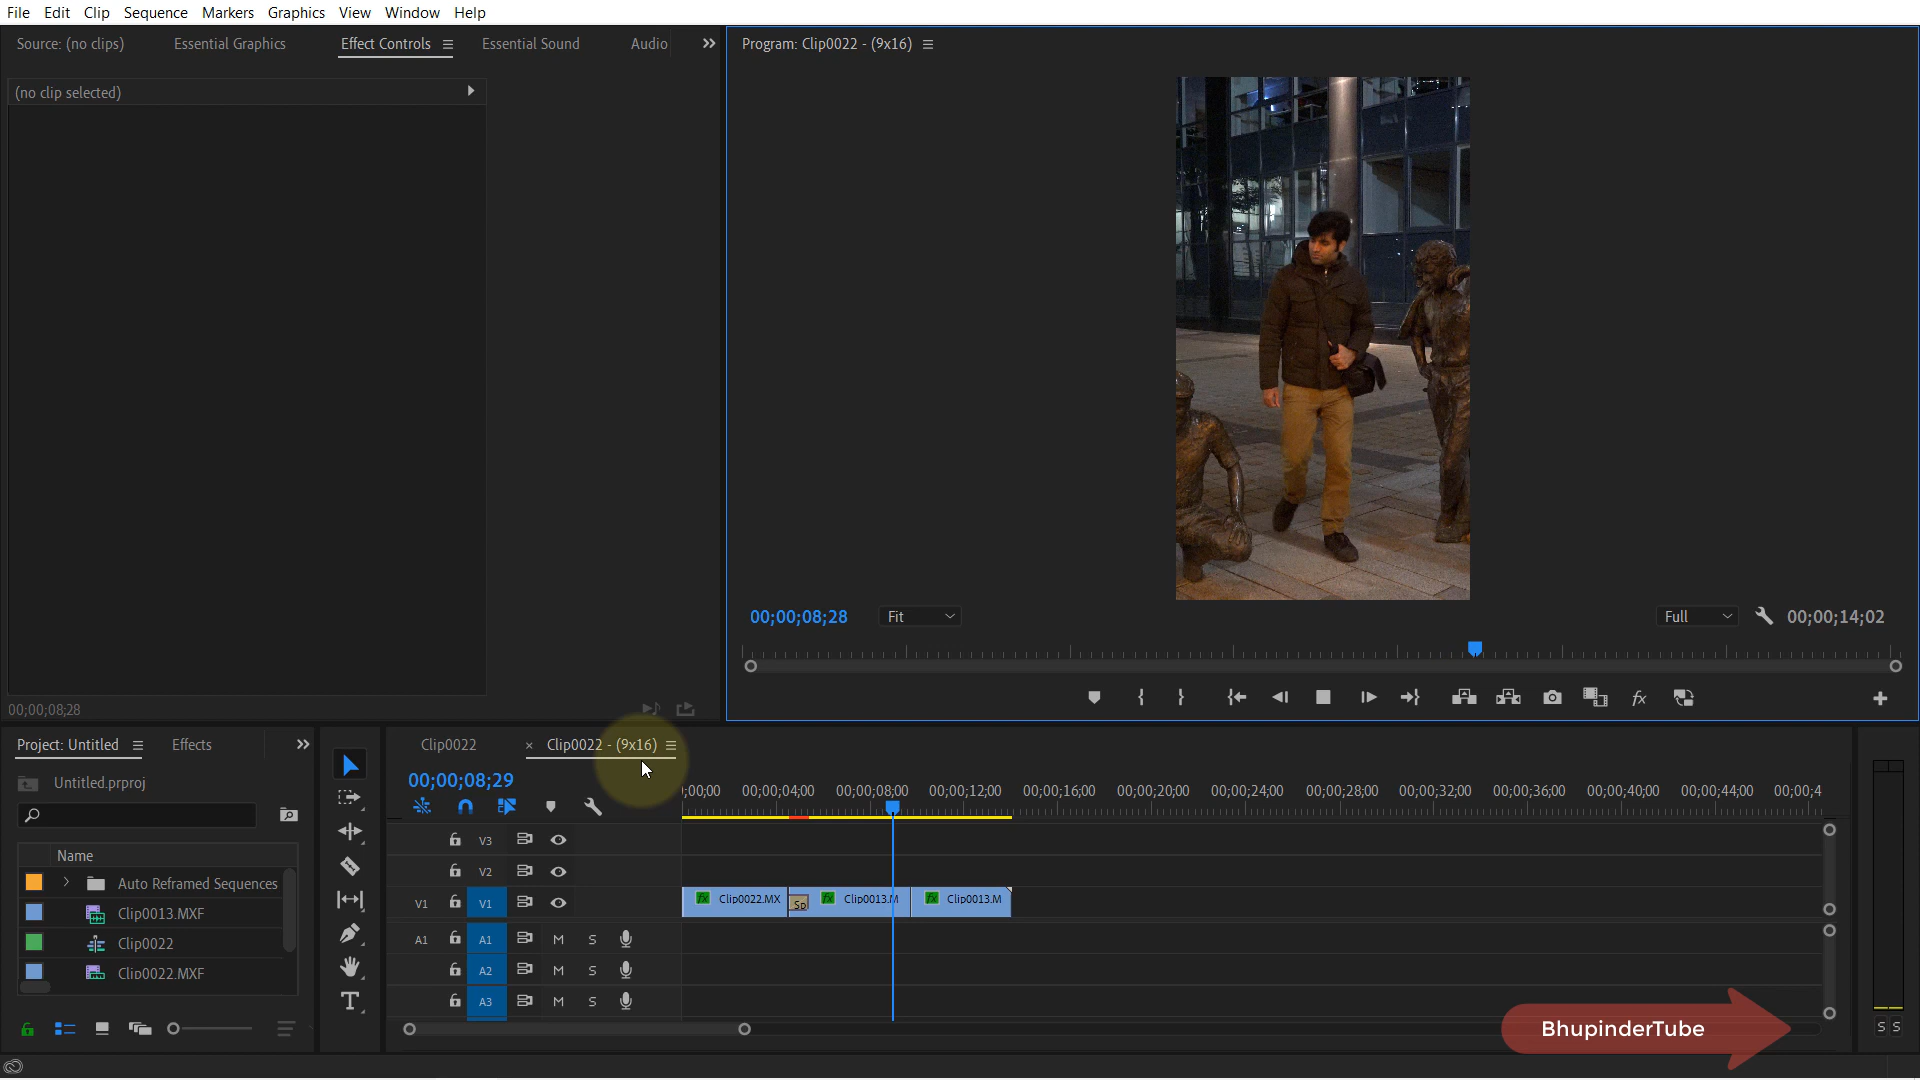 File Edit Clip Sequence Markers Graphics View Window Help
Source: (no clips) Essential Graphics Effect Controls Essential Sound Audio
Program: Clip0022 - (9x16)
(no clip selected)
00;00;08;28 Fit Full 00;00;14;02
00;00;08;28
Project: Untitled Effects
Untitled.prproj
Name
Auto Reframed Sequences
Clip0013.MXF
Clip0022
Clip0022.MXF
Clip0022 Clip0022 - (9x16)
00;00;08;29
;00;00 00;00;04;00 00;00;08;00 00;00;12;00 00;00;16;00 00;00;20;00 00;00;24;00 00;00;28;00 00;00;32;00 00;00;36;00 00;00;40;00 00;00;44;00 00;00;4
V3
V2
V1 V1 Clip0022.MX Sp Clip0013.M Clip0013.M
A1 A1 M S
A2 M S
A3 M S
BhupinderTube
S S